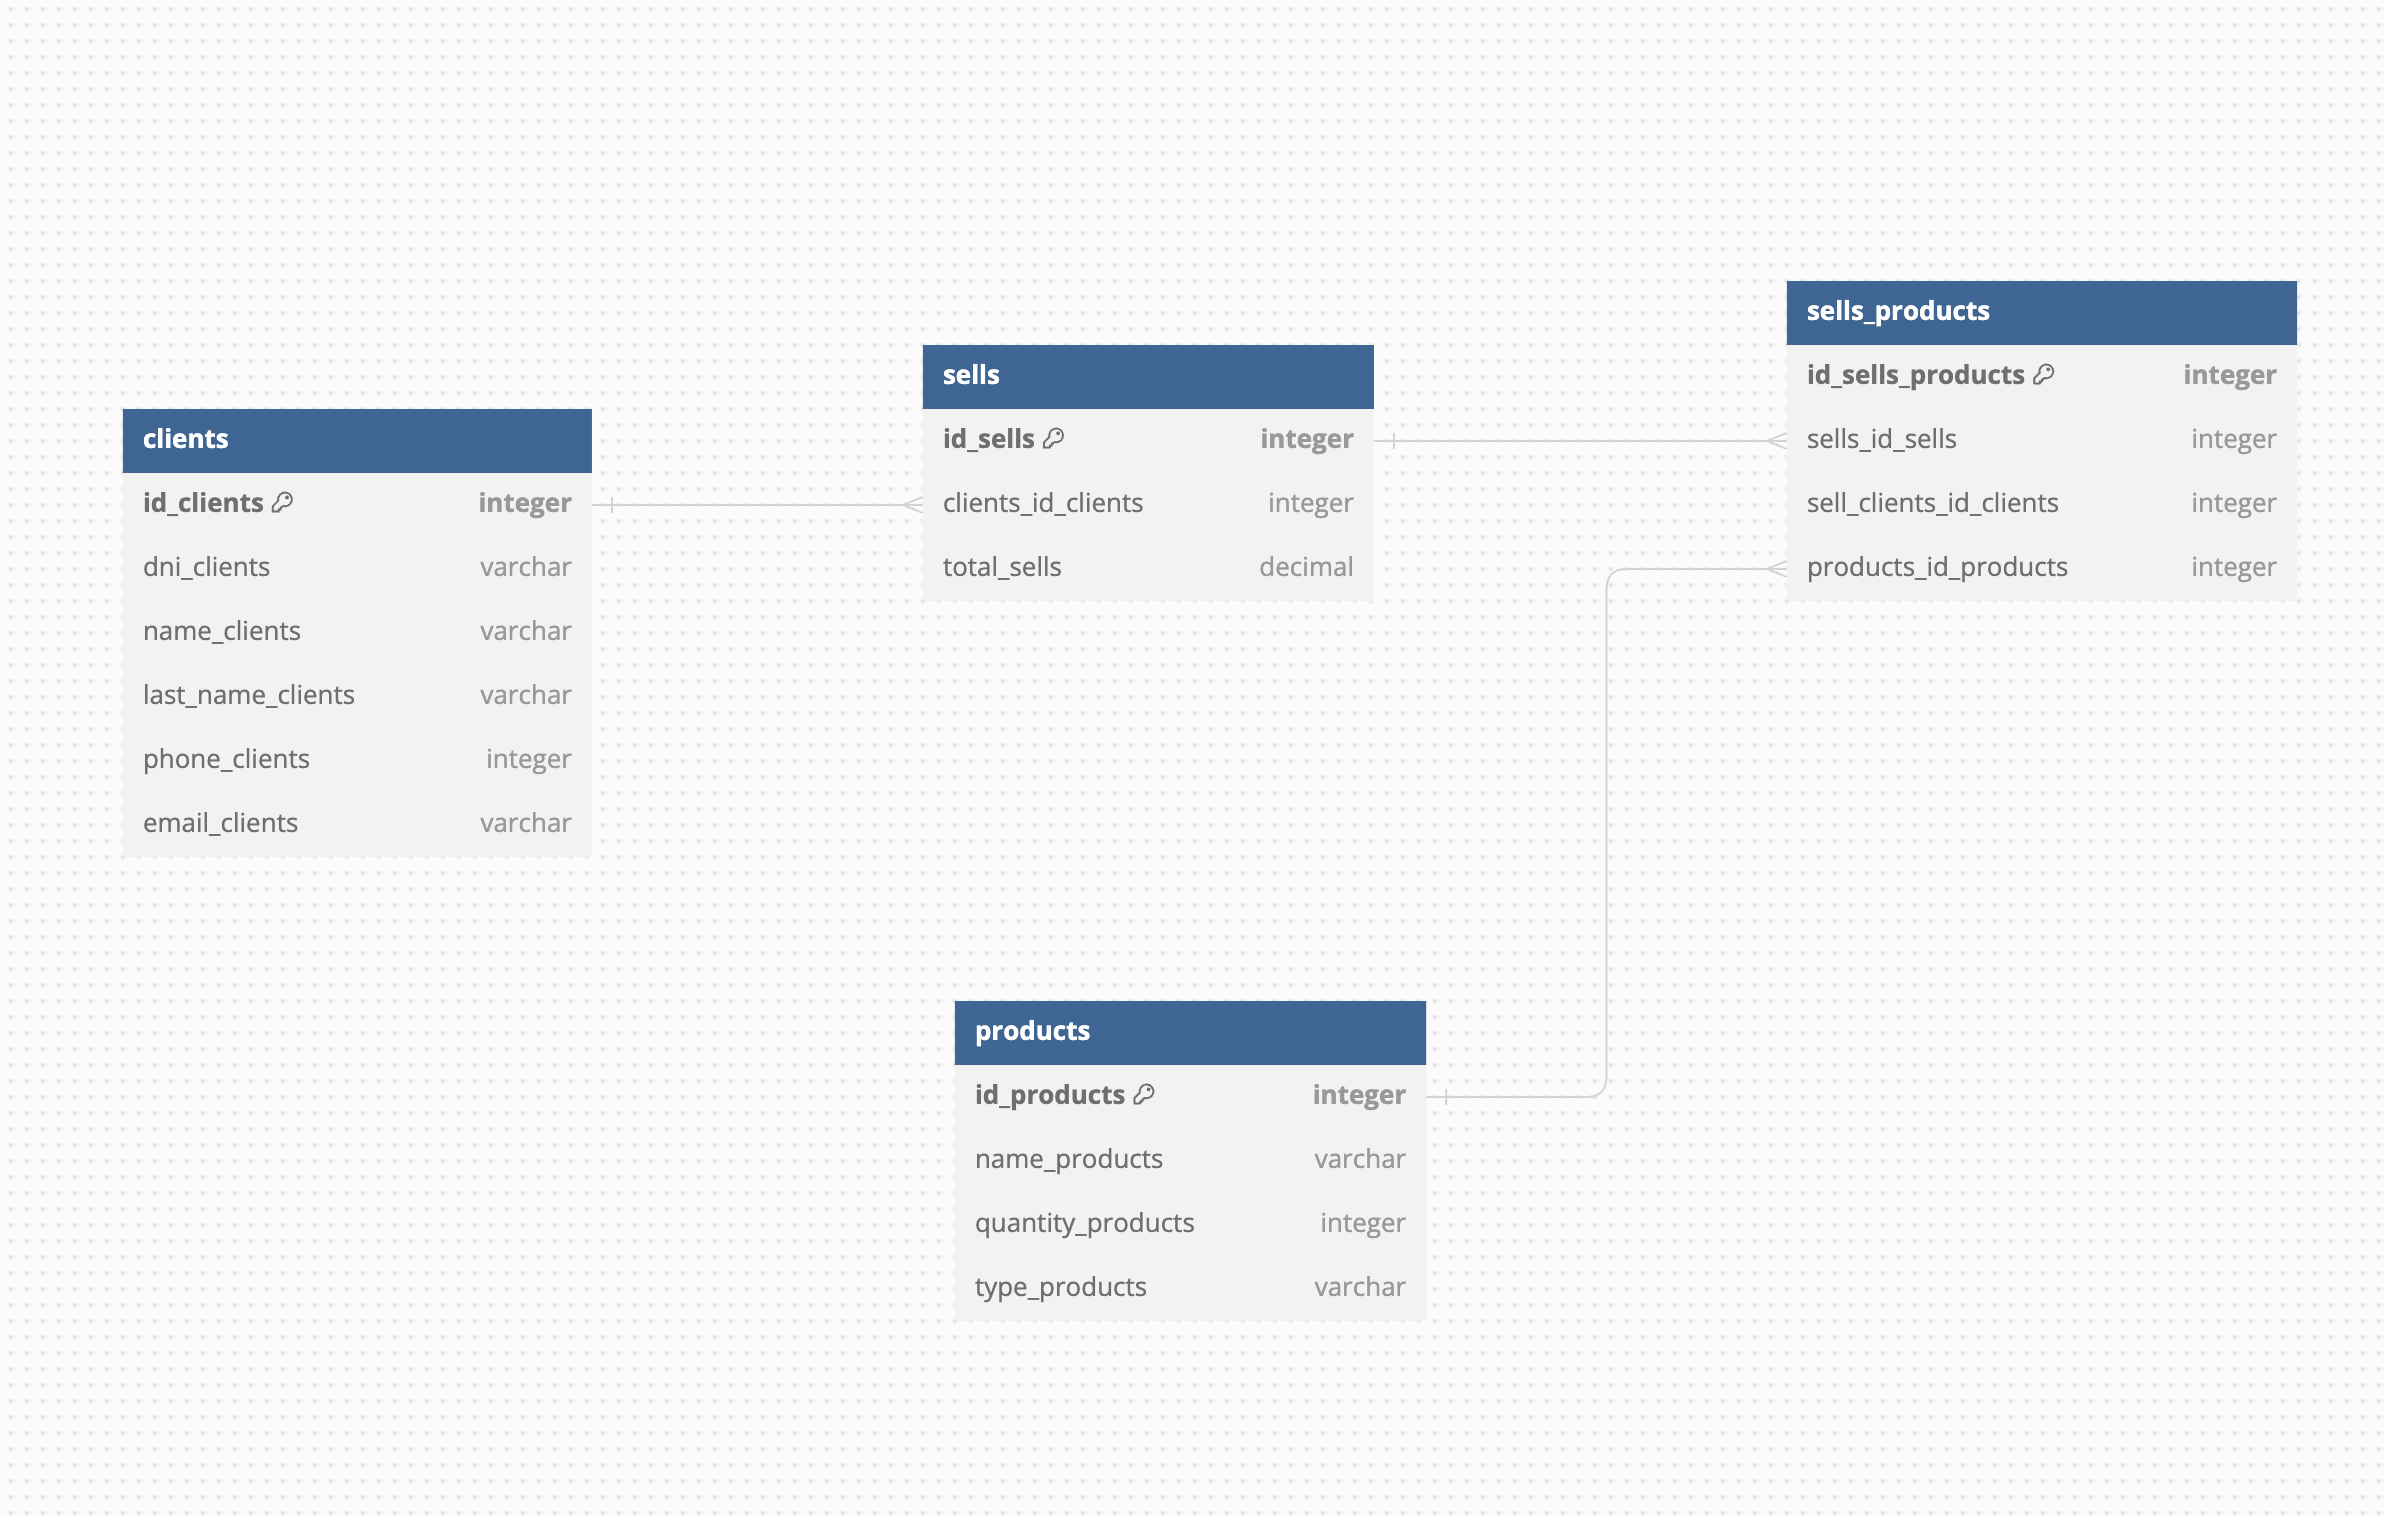 clients
id_clients integer
dni_clients varchar
name_clients varchar
last_name_clients varchar
phone_clients integer
email_clients varchar
sells
id_sells integer
clients_id_clients integer
total_sells decimal
sells_products
id_sells_products integer
sells_id_sells integer
sell_clients_id_clients integer
products_id_products integer
products
id_products integer
name_products varchar
quantity_products integer
type_products varchar